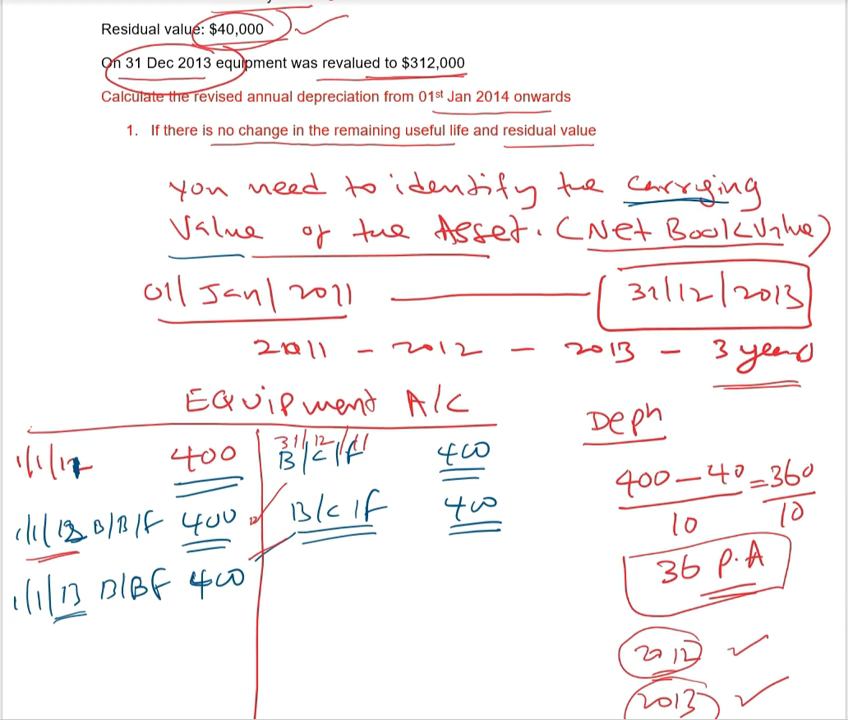 Residual value: $40,000
On 31 Dec 2013 equipment was revalued to $312,000
Calculate the revised annual depreciation from 01st Jan 2014 onwards
1. If there is no change in the remaining useful life and residual value
You need to identify the Carrying
Value of the Asset. (Net Book Value)
01/Jan/2011 31/12/2013
2011 - 2012 - 2013 - 3 years
EQuipment A/C
Deph
1/1/ 400 31/12/11 B/C/F 400
400-40 = 360
10 10
1/1/ B/B/F 400 B/C/F 400
36 P.A
1/1/13 B/BF 400
2012
2013